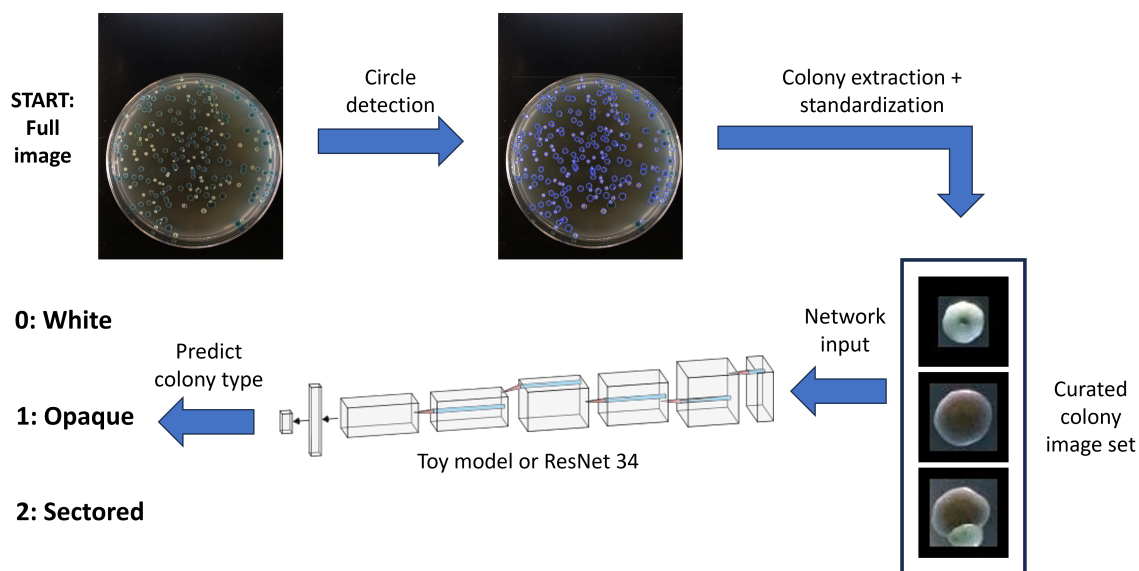 START:
Full
image
Circle
detection
Colony extraction +
standardization
0: White
Predict
colony type
1: Opaque
2: Sectored
Toy model or ResNet 34
Network
input
Curated
colony
image set